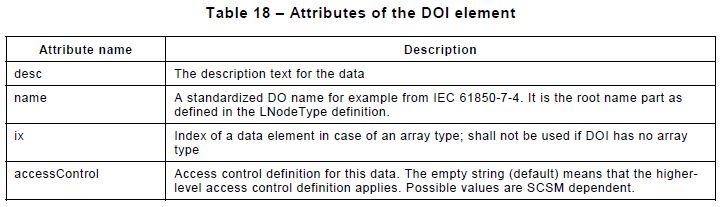 Table 18 – Attributes of the DOI element
Attribute name Description
desc The description text for the data
name A standardized DO name for example from IEC 61850-7-4. It is the root name part as
defined in the LNodeType definition.
ix Index of a data element in case of an array type; shall not be used if DOI has no array
type
accessControl Access control definition for this data. The empty string (default) means that the higher-
level access control definition applies. Possible values are SCSM dependent.